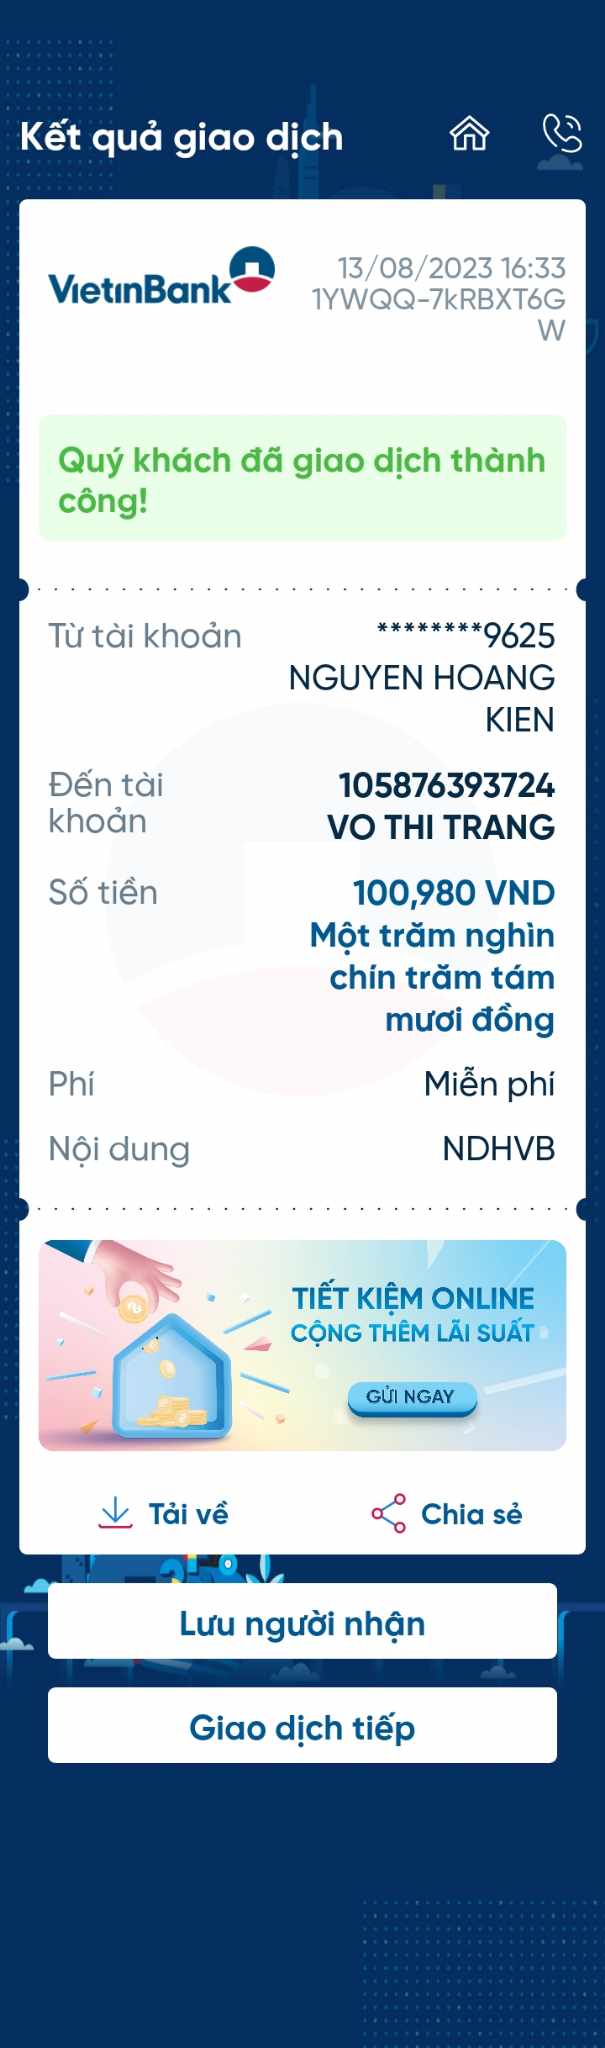 Kết quả giao dịch
VietinBank
13/08/2023 16:33
1YWQQ-7kRBXT6G
W
Quý khách đã giao dịch thành
công!
Từ tài khoản
********9625
NGUYEN HOANG
KIEN
Đến tài
khoản
105876393724
VO THI TRANG
Số tiền
100,980 VND
Một trăm nghìn
chín trăm tám
mươi đồng
Phí
Miễn phí
Nội dung
NDHVB
TIẾT KIỆM ONLINE
CỘNG THÊM LÃI SUẤT
GỬI NGAY
Tải về
Chia sẻ
Lưu người nhận
Giao dịch tiếp